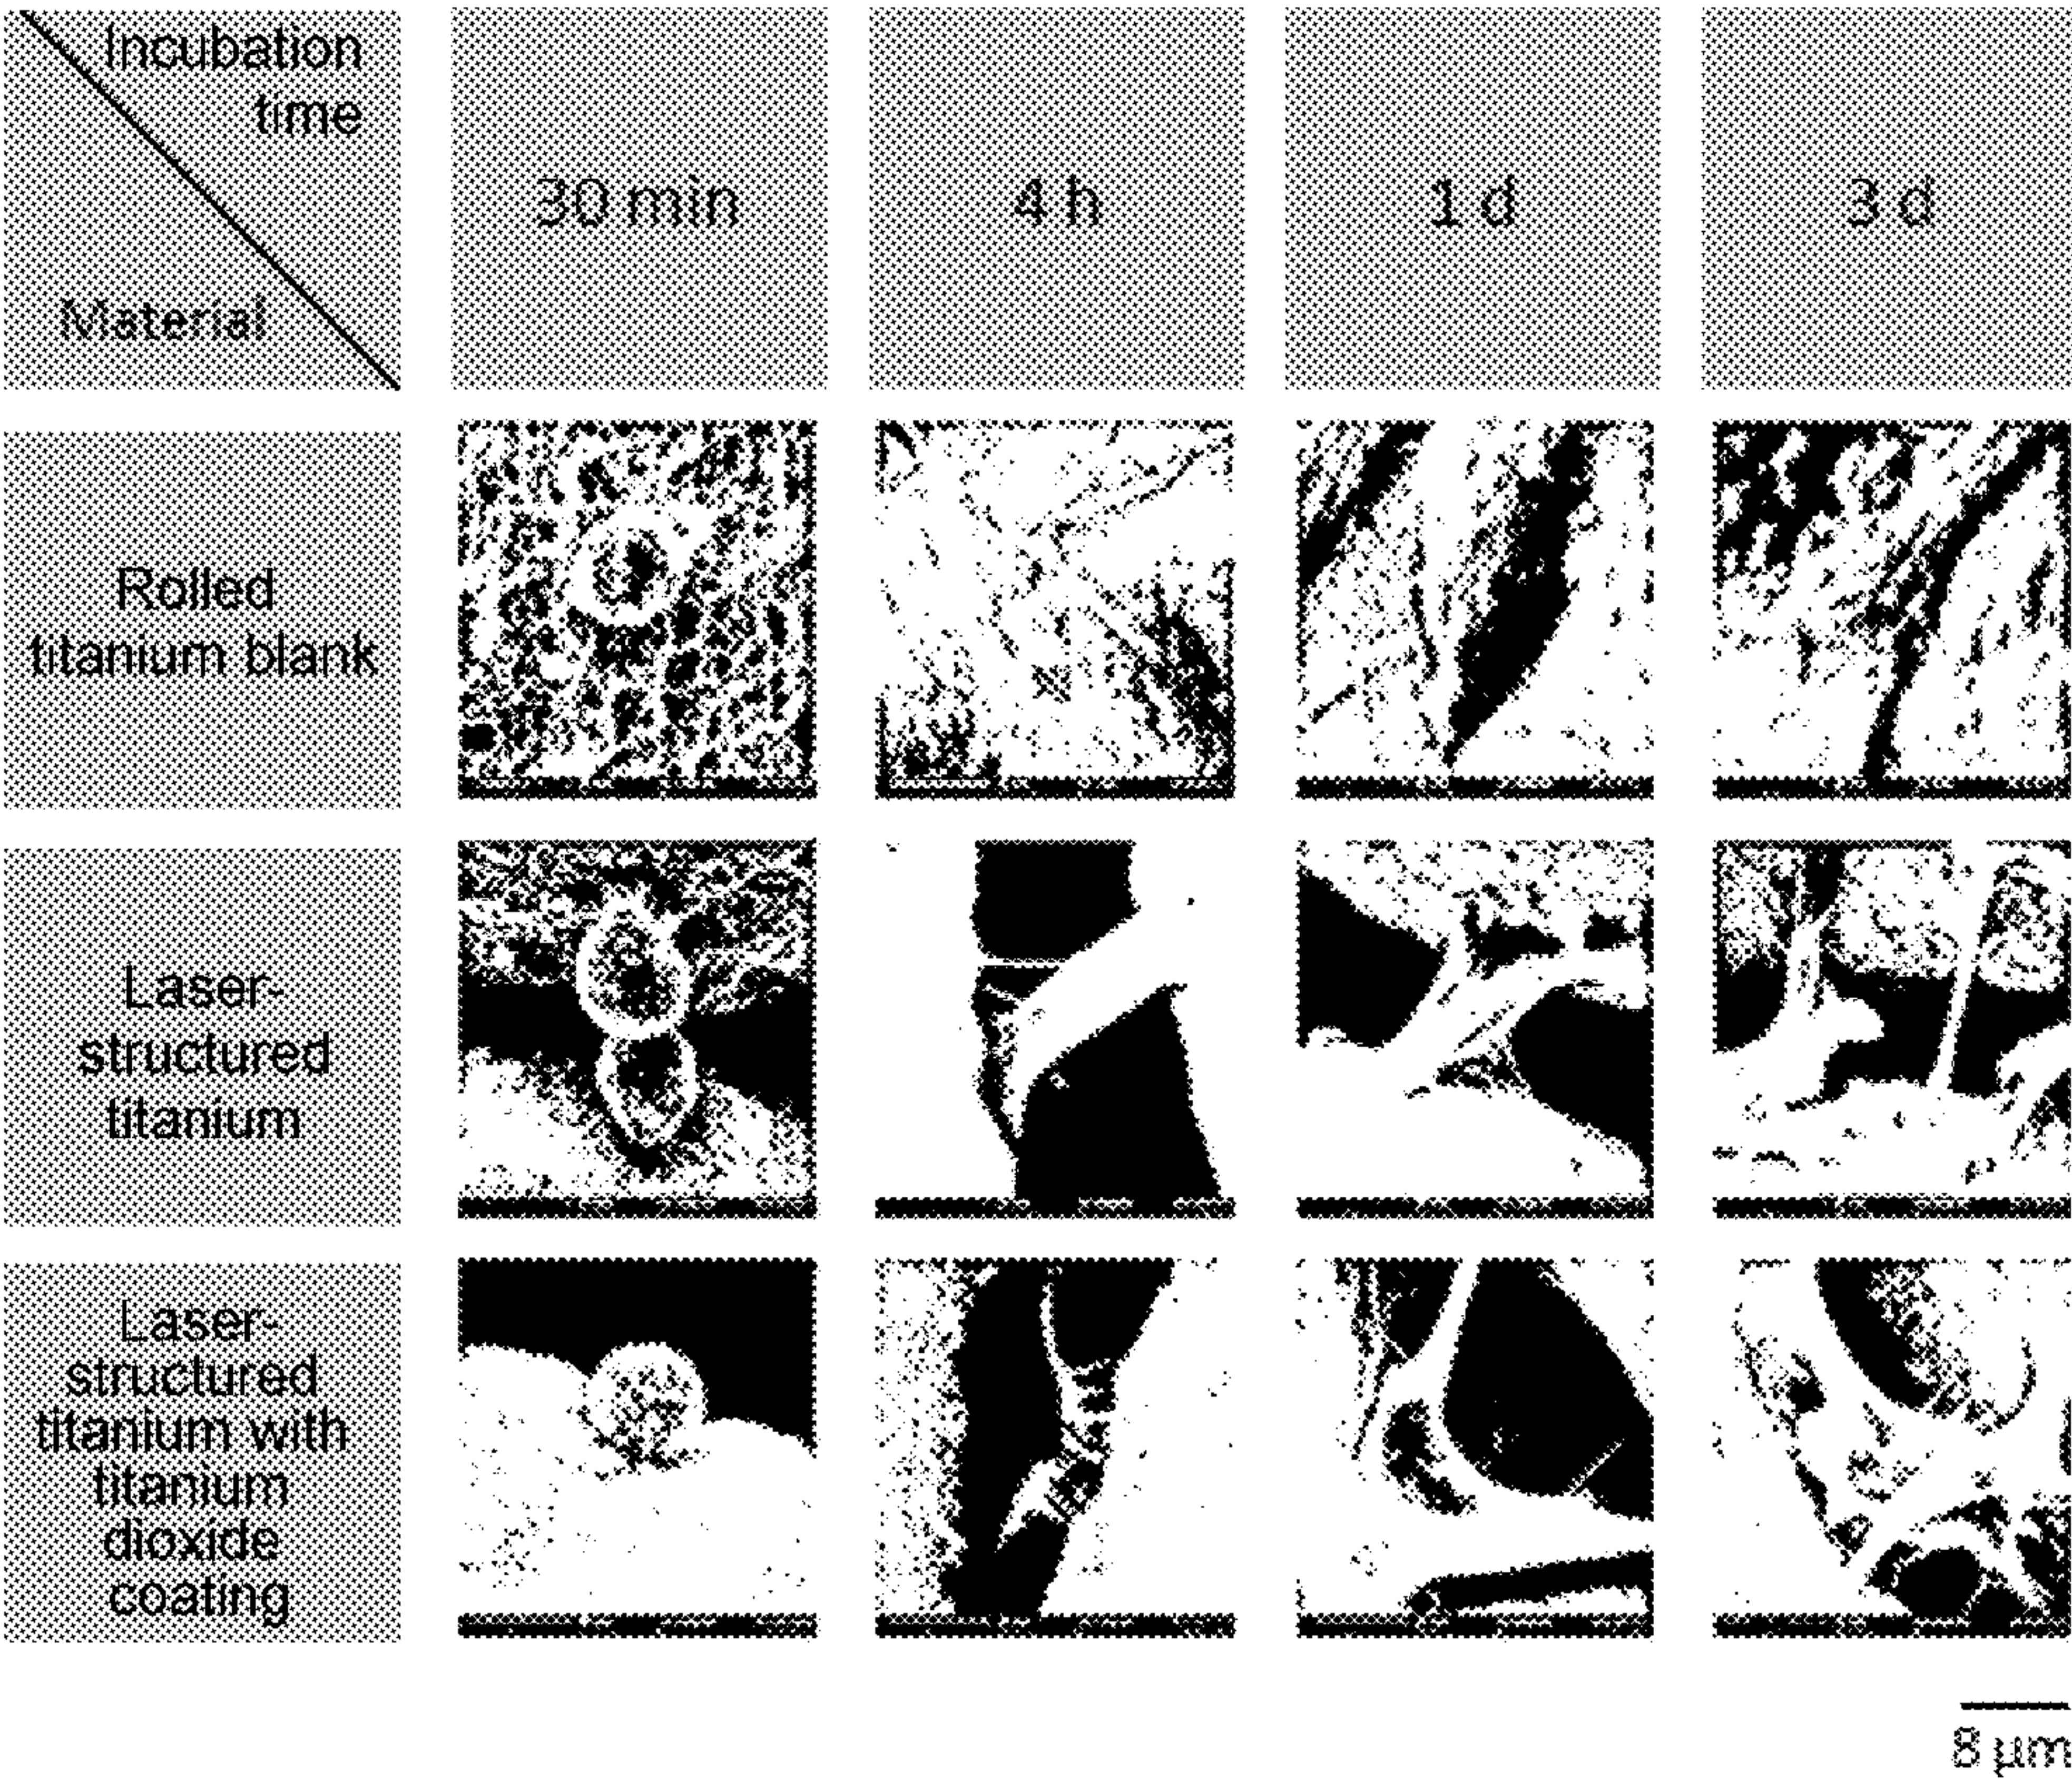 Incubation
time
Material
30 min
4 h
1 d
3 d
Rolled
titanium blank
Laser-
structured
titanium
Laser-
structured
titanium with
titanium
dioxide
coating
8 µm